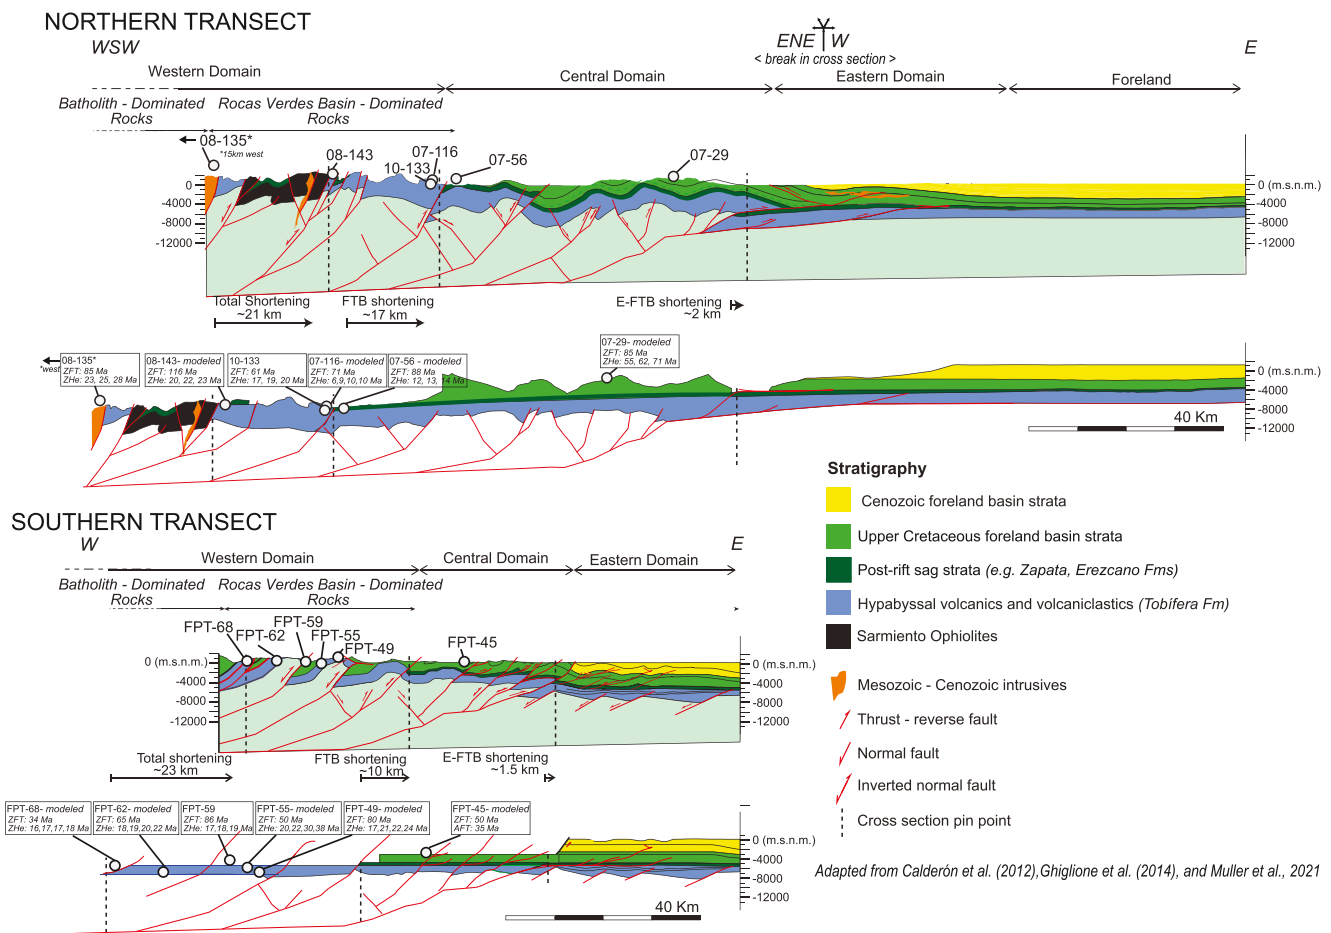 NORTHERN TRANSECT
WSW
ENE W
E
< break in cross section >
Western Domain
Central Domain
Eastern Domain
Foreland
Batholith - Dominated
Rocks
Rocas Verdes Basin - Dominated
Rocks
08-135*
*15km west
08-143
07-116
10-133
07-56
07-29
0
-4000
-8000
-12000
0 (m.s.n.m.)
-4000
-8000
-12000
Total Shortening
~21 km
FTB shortening
~17 km
E-FTB shortening
~2 km
*west
08-135*
ZFT: 85 Ma
ZHe: 23, 25, 28 Ma
08-143- modeled
ZFT: 116 Ma
ZHe: 20, 22, 23 Ma
10-133
ZFT: 61 Ma
ZHe: 17, 19, 20 Ma
07-116- modeled
ZFT: 71 Ma
ZHe: 6,9,10,10 Ma
07-56 - modeled
ZFT: 88 Ma
ZHe: 12, 13, 14 Ma
07-29- modeled
ZFT: 85 Ma
ZHe: 55, 62, 71 Ma
0 (m.s.n.m.)
-4000
-8000
-12000
40 Km
SOUTHERN TRANSECT
W
E
Western Domain
Central Domain
Eastern Domain
Batholith - Dominated
Rocks
Rocas Verdes Basin - Dominated
Rocks
FPT-68
FPT-62
FPT-59
FPT-55
FPT-49
FPT-45
0 (m.s.n.m.)
-4000
-8000
-12000
0 (m.s.n.m.)
-4000
-8000
-12000
Total shortening
~23 km
FTB shortening
~10 km
E-FTB shortening
~1.5 km
FPT-68- modeled
ZFT: 34 Ma
ZHe: 16,17,17,18 Ma
FPT-62- modeled
ZFT: 65 Ma
ZHe: 18,19,20,22 Ma
FPT-59
ZFT: 86 Ma
ZHe: 17,18,19 Ma
FPT-55- modeled
ZFT: 50 Ma
ZHe: 20,22,30,38 Ma
FPT-49- modeled
ZFT: 80 Ma
ZHe: 17,21,22,24 Ma
FPT-45- modeled
ZFT: 50 Ma
AFT: 35 Ma
0 (m.s.n.m.)
-4000
-8000
-12000
40 Km
Stratigraphy
Cenozoic foreland basin strata
Upper Cretaceous foreland basin strata
Post-rift sag strata (e.g. Zapata, Erezcano Fms)
Hypabyssal volcanics and volcaniclastics (Tobífera Fm)
Sarmiento Ophiolites
Mesozoic - Cenozoic intrusives
Thrust - reverse fault
Normal fault
Inverted normal fault
Cross section pin point
Adapted from Calderón et al. (2012),Ghiglione et al. (2014), and Muller et al., 2021